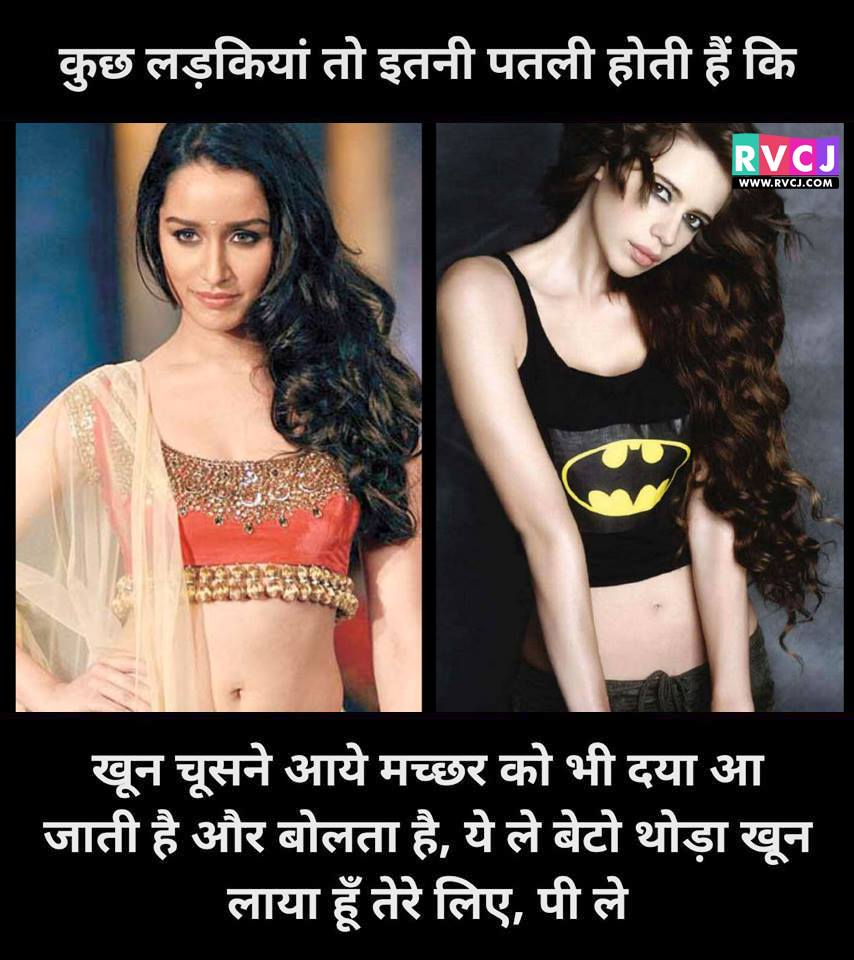 कुछ लड़कियां तो इतनी पतली होती हैं कि
RVCJ
WWW.RVCJ.COM
खून चूसने आये मच्छर को भी दया आ
जाती है और बोलता है, ये ले बेटो थोड़ा खून
लाया हूँ तेरे लिए, पी ले